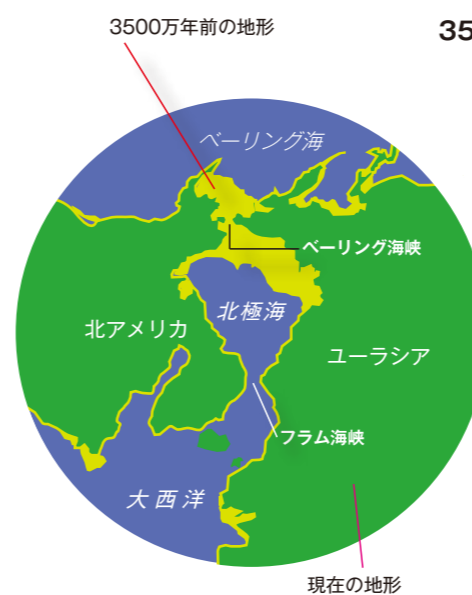 3500万年前の地形
35
ベーリング海
ベーリング海峡
北極海
北アメリカ
ユーラシア
フラム海峡
大西洋
現在の地形